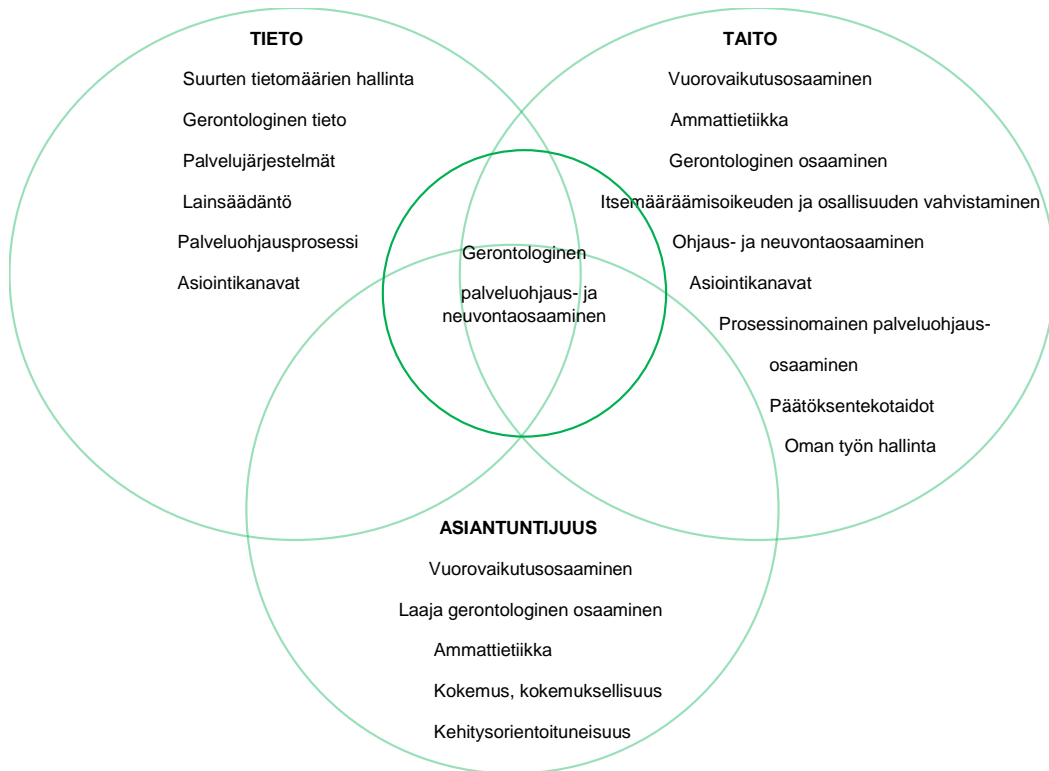 TIETO
Suurten tietomäärien hallinta
Gerontologinen tieto
Palvelujärjestelmät
Lainsäädäntö
Palveluohjausprosessi
Asiointikanavat
TAITO
Vuorovaikutusosaaminen
Ammattietiikka
Gerontologinen osaaminen
Itsemääräämisoikeuden ja osallisuuden vahvistaminen
Ohjaus- ja neuvontaosaaminen
Asiointikanavat
Prosessinomainen palveluohjaus-
osaaminen
Päätöksentekotaidot
Oman työn hallinta
Gerontologinen
palveluohjaus- ja
neuvontaosaaminen
ASIANTUNTIJUUS
Vuorovaikutusosaaminen
Laaja gerontologinen osaaminen
Ammattietiikka
Kokemus, kokemuksellisuus
Kehitysorientoituneisuus